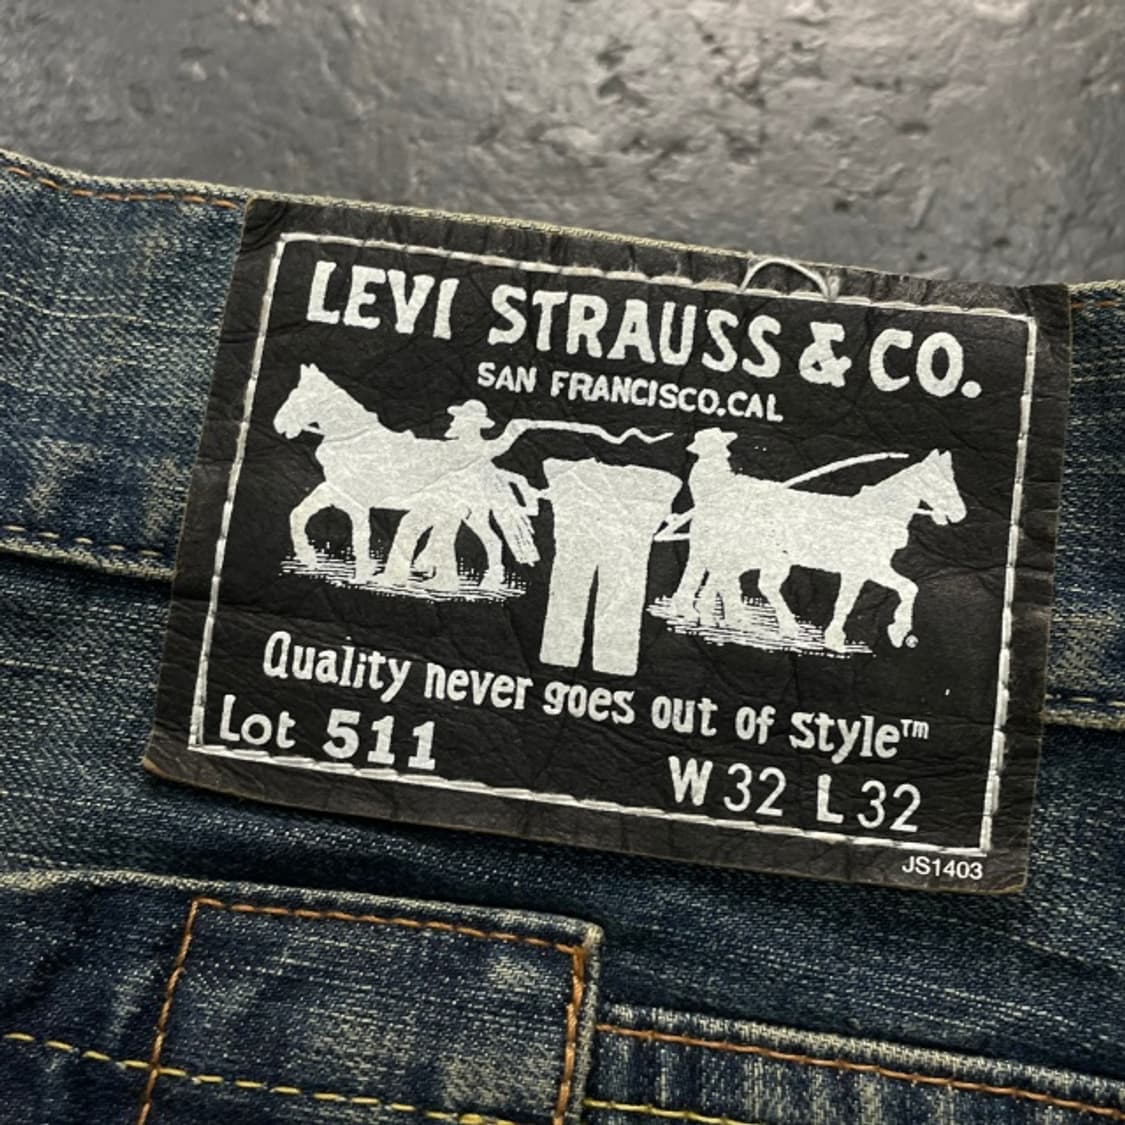 LEVI STRAUSS & CO.
SAN FRANCISCO.CAL
Quality never goes out of style™
Lot 511
W 32 L 32
JS1403